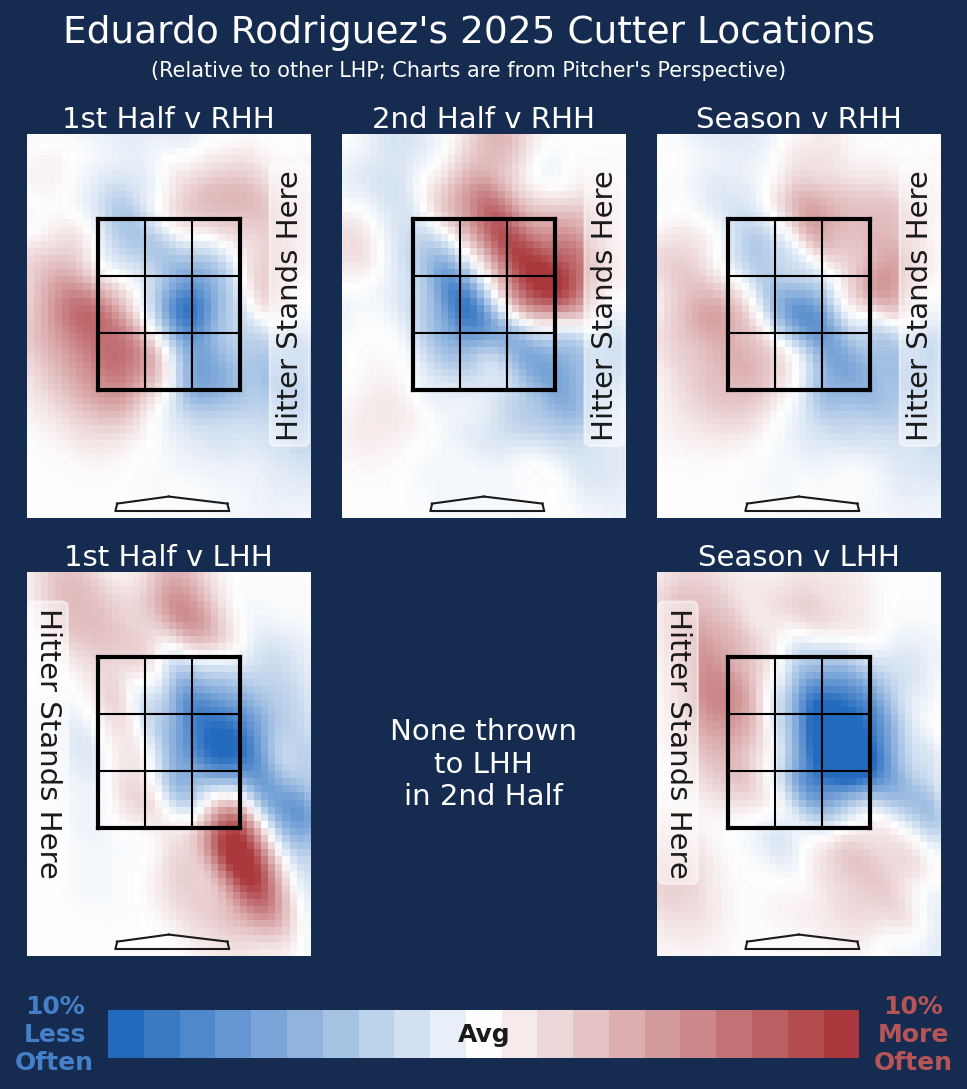 Eduardo Rodriguez's 2025 Cutter Locations
(Relative to other LHP; Charts are from Pitcher's Perspective)
1st Half v RHH
2nd Half v RHH
Season v RHH
Hitter Stands Here
Hitter Stands Here
Hitter Stands Here
1st Half v LHH
Season v LHH
Hitter Stands Here
None thrown
to LHH
in 2nd Half
Hitter Stands Here
10%
Less
Often
Avg
10%
More
Often